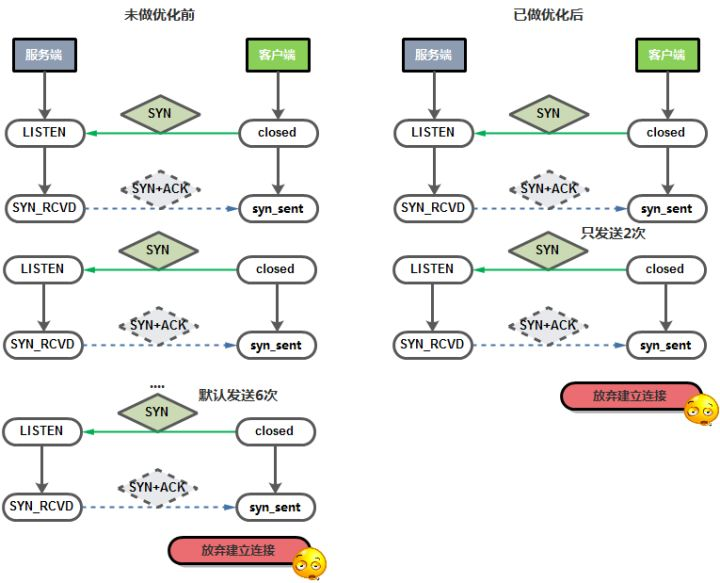 未做优化前
服务端
客户端
SYN
LISTEN
closed
SYN+ACK
SYN_RCVD
syn_sent
SYN
LISTEN
closed
SYN+ACK
SYN_RCVD
syn_sent
....
默认发送6次
SYN
LISTEN
closed
SYN+ACK
SYN_RCVD
syn_sent
放弃建立连接
已做优化后
服务端
客户端
SYN
LISTEN
closed
SYN+ACK
SYN_RCVD
syn_sent
只发送2次
SYN
LISTEN
closed
SYN+ACK
SYN_RCVD
syn_sent
放弃建立连接